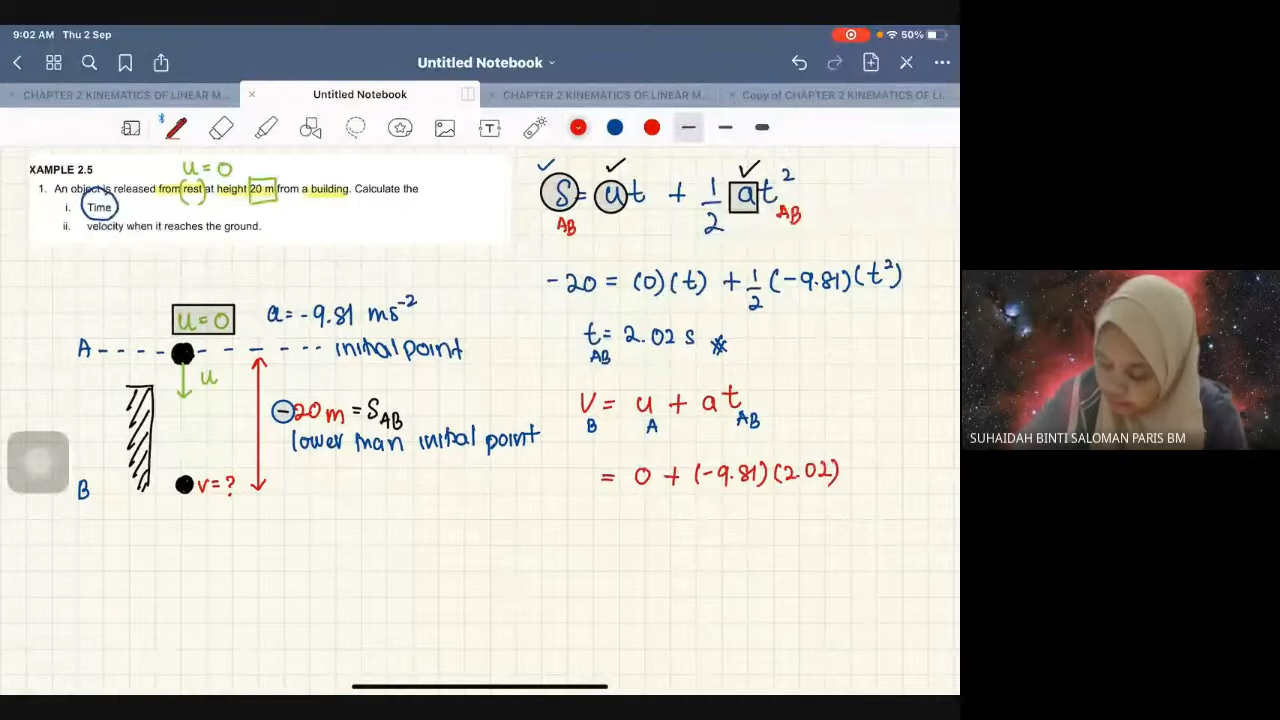 9:02 AM Thu 2 Sep
50%
Untitled Notebook
CHAPTER 2 KINEMATICS OF LINEAR M...
Untitled Notebook
CHAPTER 2 KINEMATICS OF LINEAR M...
Copy of CHAPTER 2 KINEMATICS OF LI...
XAMPLE 2.5
u = 0
1. An object is released from rest at height 20 m from a building. Calculate the
i. Time
ii. velocity when it reaches the ground.
S = ut + 1/2 at²
AB AB
-20 = (0)(t) + 1/2 (-9.81)(t²)
t = 2.02 s *
AB
V = u + at
B A AB
= 0 + (-9.81)(2.02)
u = 0
a = -9.81 ms⁻²
A
initial point
u
-20m = S_AB
lower than initial point
B
v = ?
SUHAIDAH BINTI SALOMAN PARIS BM